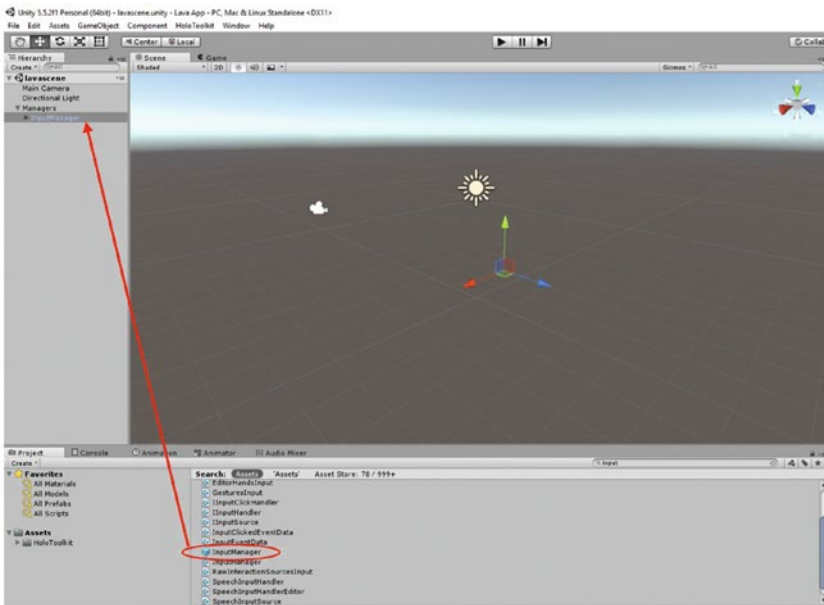 Unity 5.5.2f1 Personal (64bit) - lavascene.unity - Lava App - PC, Mac & Linux Standalone <DX11>
File Edit Assets GameObject Component HoloToolkit Window Help
Center Local Collab
Hierarchy
Create All
lavascene
Main Camera
Directional Light
Managers
InputManager
Scene Game
Shaded 2D Gizmos All
Project Console Animation Animator Audio Mixer
Create input
Favorites
All Materials
All Models
All Prefabs
All Scripts
Assets
HoloToolkit
Search: Assets 'Assets' Asset Store: 78 / 999+
EditorHandsInput
GesturesInput
IInputClickHandler
IInputHandler
IInputSource
InputClickedEventData
InputEventData
InputManager
InputManager
RawInteractionSourcesInput
SpeechInputHandler
SpeechInputHandlerEditor
SpeechInputSource